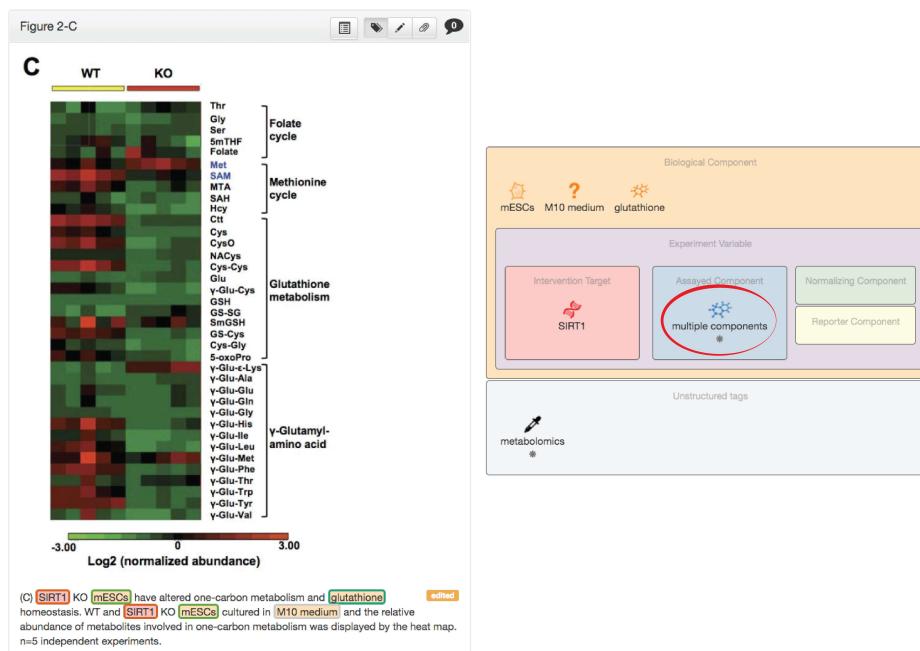 Figure 2-C
0
C
WT KO
Thr
Gly
Ser
5mTHF
Folate
Met
SAM
MTA
SAH
Hcy
Ctt
Cys
CysO
NACys
Cys-Cys
Glu
γ-Glu-Cys
GSH
GS-SG
SmGSH
GS-Cys
Cys-Gly
5-oxoPro
γ-Glu-ε-Lys
γ-Glu-Ala
γ-Glu-Glu
γ-Glu-Gln
γ-Glu-Gly
γ-Glu-His
γ-Glu-Ile
γ-Glu-Leu
γ-Glu-Met
γ-Glu-Phe
γ-Glu-Thr
γ-Glu-Trp
γ-Glu-Tyr
γ-Glu-Val
Folate
cycle
Methionine
cycle
Glutathione
metabolism
γ-Glutamyl-
amino acid
-3.00 0 3.00
Log2 (normalized abundance)
(C) SIRT1 KO mESCs have altered one-carbon metabolism and glutathione
edited
homeostasis. WT and SIRT1 KO mESCs cultured in M10 medium and the relative
abundance of metabolites involved in one-carbon metabolism was displayed by the heat map.
n=5 independent experiments.
Biological Component
mESCs M10 medium glutathione
Experiment Variable
Intervention Target
SIRT1
Assayed Component
multiple components
Normalizing Component
Reporter Component
Unstructured tags
metabolomics